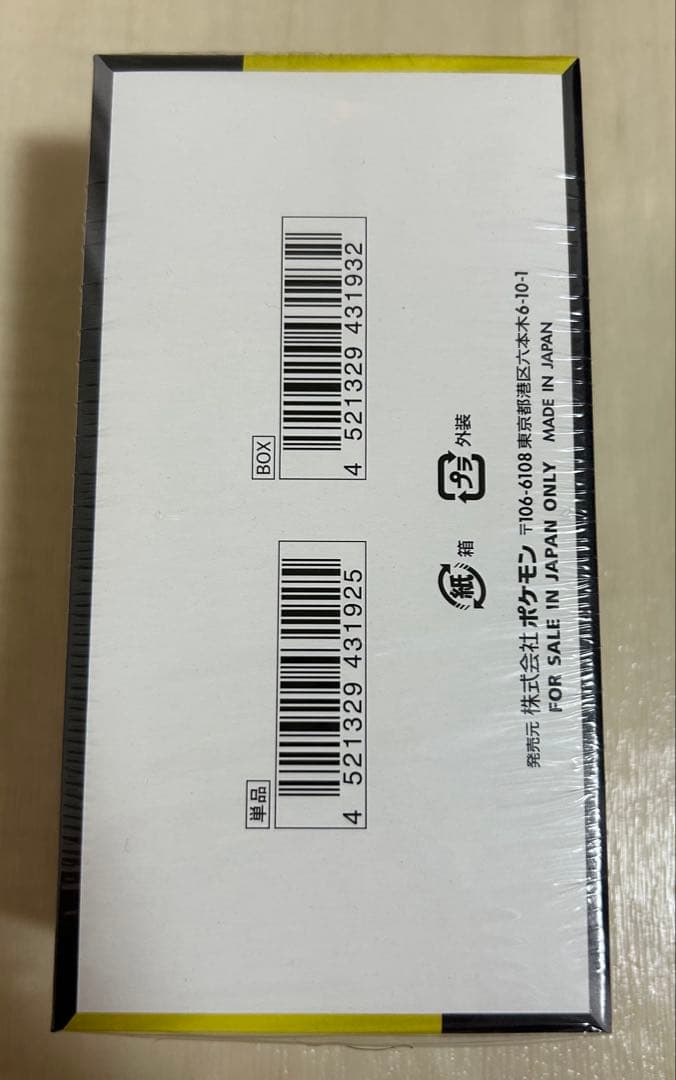 単品
4 521329 431925
BOX
4 521329 431932
紙 箱
プラ 外装
発売元 株式会社ポケモン 〒106-6108 東京都港区六本木6-10-1
FOR SALE IN JAPAN ONLY MADE IN JAPAN